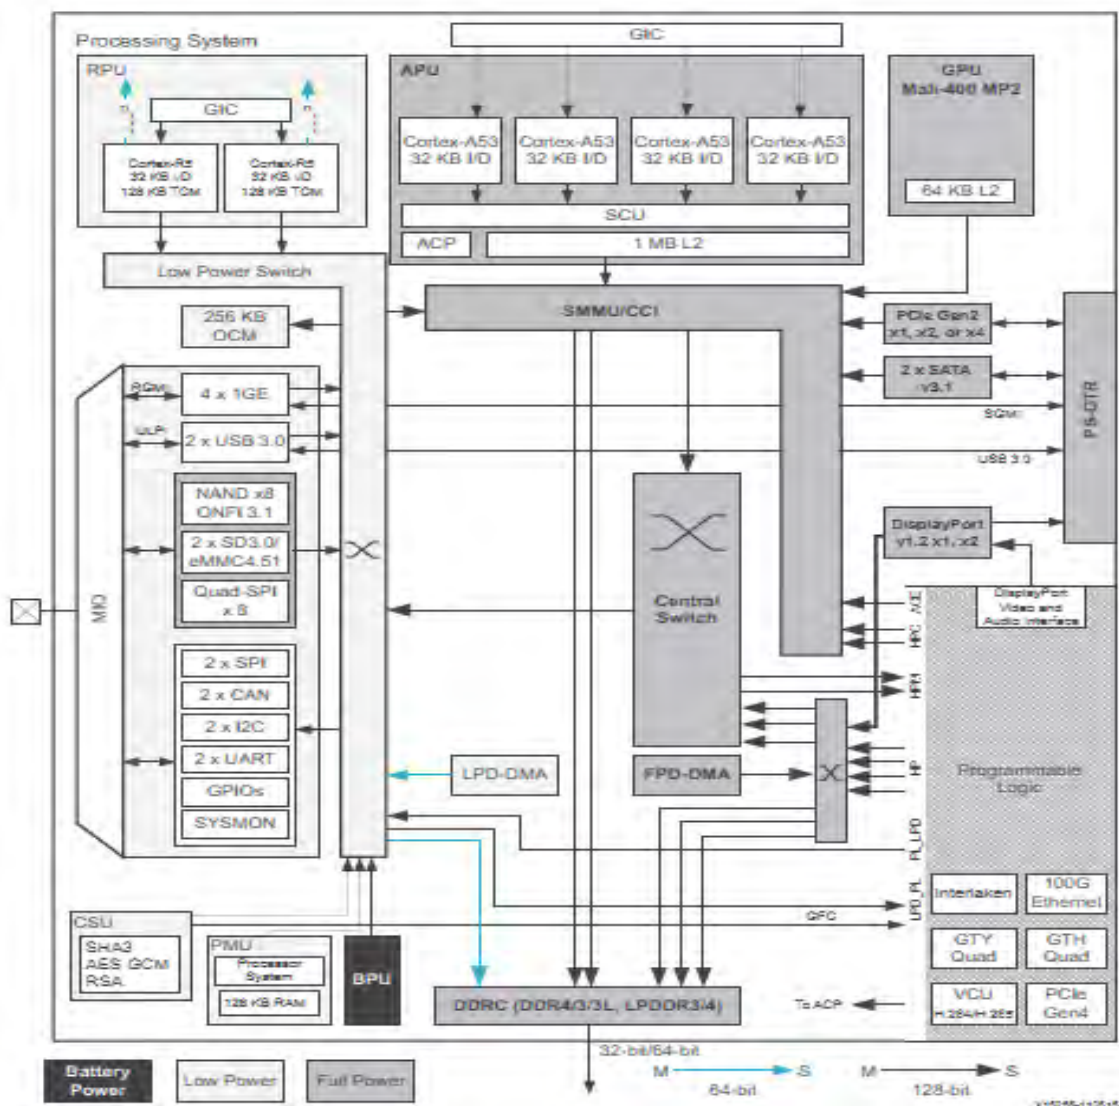 Processing System
RPU
GIC
Cortex-R5
32 KB I/D
128 KB TCM
Cortex-R5
32 KB I/D
128 KB TCM
Low Power Switch
GIC
APU
Cortex-A53
32 KB I/D
Cortex-A53
32 KB I/D
Cortex-A53
32 KB I/D
Cortex-A53
32 KB I/D
SCU
ACP
1 MB L2
GPU
Mali-400 MP2
64 KB L2
256 KB
OCM
SMMU/CCI
PCIe Gen2
x1, x2, or x4
2 x SATA
v3.1
PS-GTR
SGMII
USB 3.0
DisplayPort
v1.2 x1, x2
RGMII
ULPI
4 x 1GE
2 x USB 3.0
NAND x8
ONFI 3.1
2 x SD3.0/
eMMC4.51
Quad-SPI
x 8
MIO
2 x SPI
2 x CAN
2 x I2C
2 x UART
GPIOs
SYSMON
Central
Switch
LPD-DMA
FPD-DMA
ACE
HPC
HPM
HP
PL_LPD
LPD_PL
DisplayPort
Video and
Audio Interface
Programmable
Logic
Interlaken
100G
Ethernet
GTY
Quad
GTH
Quad
VCU
H.264/H.265
PCIe
Gen4
CSU
SHA3
AES GCM
RSA
PMU
Processor
System
128 KB RAM
BPU
GFC
DDRC (DDR4/3/3L, LPDDR3/4)
To ACP
32-bit/64-bit
Battery
Power
Low Power
Full Power
M
S
64-bit
M
S
128-bit